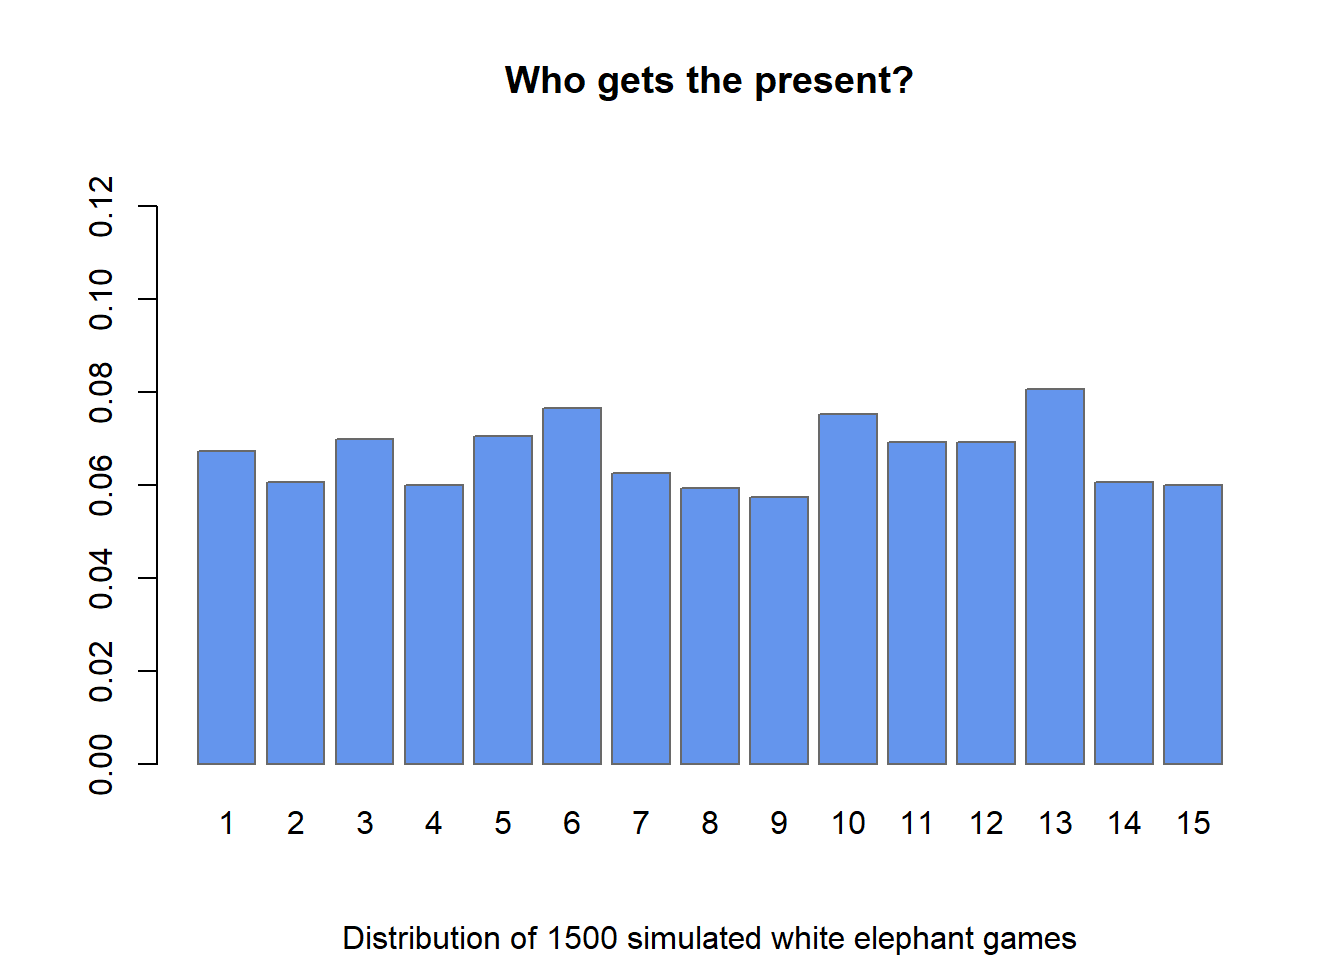 Who gets the present?
0.12
0.10
0.08
0.06
0.04
0.02
0.00
1 2 3 4 5 6 7 8 9 10 11 12 13 14 15
Distribution of 1500 simulated white elephant games